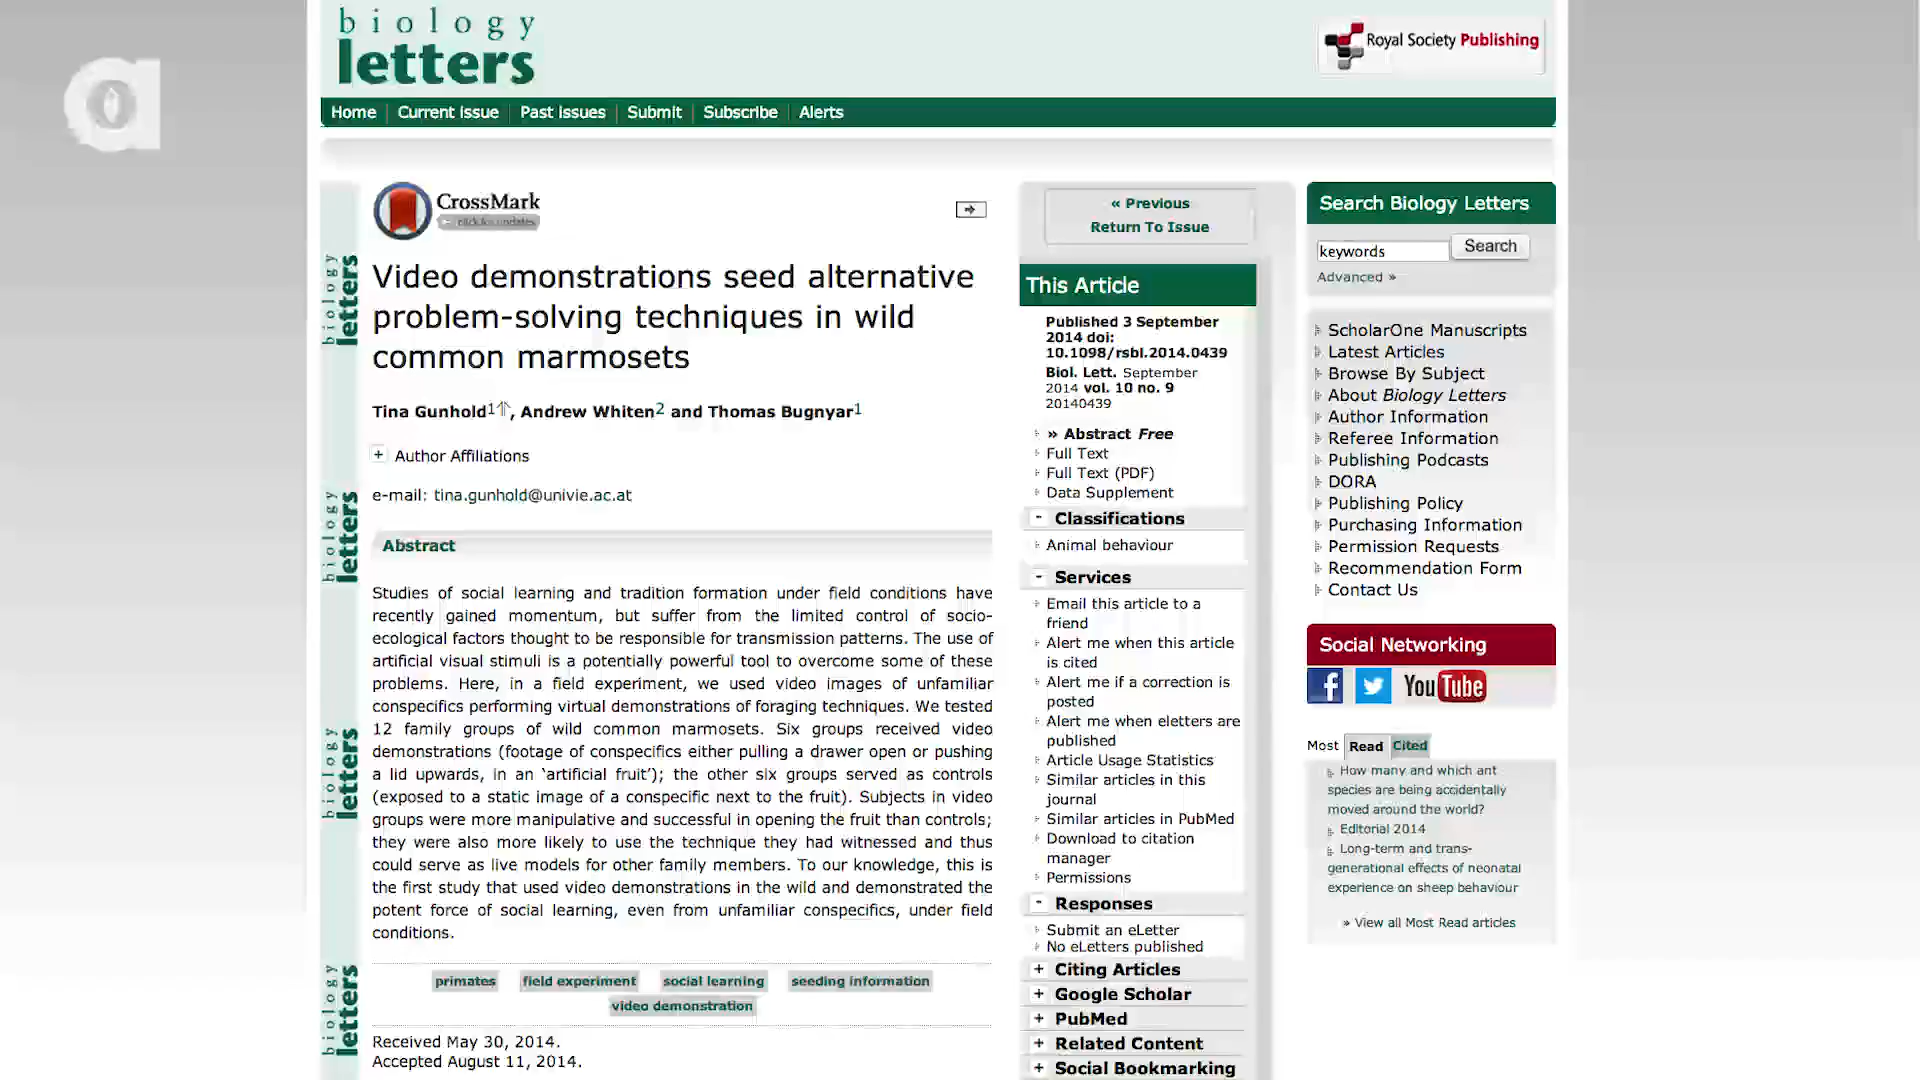 biology
letters
Royal Society Publishing
Home
Current issue
Past issues
Submit
Subscribe
Alerts
CrossMark
click for updates
Video demonstrations seed alternative
problem-solving techniques in wild
common marmosets
Tina Gunhold1⇑, Andrew Whiten2 and Thomas Bugnyar1
+ Author Affiliations
e-mail: tina.gunhold@univie.ac.at
Abstract
Studies of social learning and tradition formation under field conditions have
recently gained momentum, but suffer from the limited control of socio-
ecological factors thought to be responsible for transmission patterns. The use of
artificial visual stimuli is a potentially powerful tool to overcome some of these
problems. Here, in a field experiment, we used video images of unfamiliar
conspecifics performing virtual demonstrations of foraging techniques. We tested
12 family groups of wild common marmosets. Six groups received video
demonstrations (footage of conspecifics either pulling a drawer open or pushing
a lid upwards, in an ‘artificial fruit’); the other six groups served as controls
(exposed to a static image of a conspecific next to the fruit). Subjects in video
groups were more manipulative and successful in opening the fruit than controls;
they were also more likely to use the technique they had witnessed and thus
could serve as live models for other family members. To our knowledge, this is
the first study that used video demonstrations in the wild and demonstrated the
potent force of social learning, even from unfamiliar conspecifics, under field
conditions.
primates
field experiment
social learning
seeding information
video demonstration
Received May 30, 2014.
Accepted August 11, 2014.
« Previous
Return To Issue
This Article
Published 3 September
2014 doi:
10.1098/rsbl.2014.0439
Biol. Lett. September
2014 vol. 10 no. 9
20140439
» Abstract Free
Full Text
Full Text (PDF)
Data Supplement
- Classifications
Animal behaviour
- Services
Email this article to a
friend
Alert me when this article
is cited
Alert me if a correction is
posted
Alert me when eletters are
published
Article Usage Statistics
Similar articles in this
journal
Similar articles in PubMed
Download to citation
manager
Permissions
- Responses
Submit an eLetter
No eLetters published
+ Citing Articles
+ Google Scholar
+ PubMed
+ Related Content
+ Social Bookmarking
Search Biology Letters
keywords
Search
Advanced »
ScholarOne Manuscripts
Latest Articles
Browse By Subject
About Biology Letters
Author Information
Referee Information
Publishing Podcasts
DORA
Publishing Policy
Purchasing Information
Permission Requests
Recommendation Form
Contact Us
Social Networking
f
YouTube
Most Read Cited
How many and which ant
species are being accidentally
moved around the world?
Editorial 2014
Long-term and trans-
generational effects of neonatal
experience on sheep behaviour
» View all Most Read articles
biology
letters
biology
letters
biology
letters
biology
letters
a